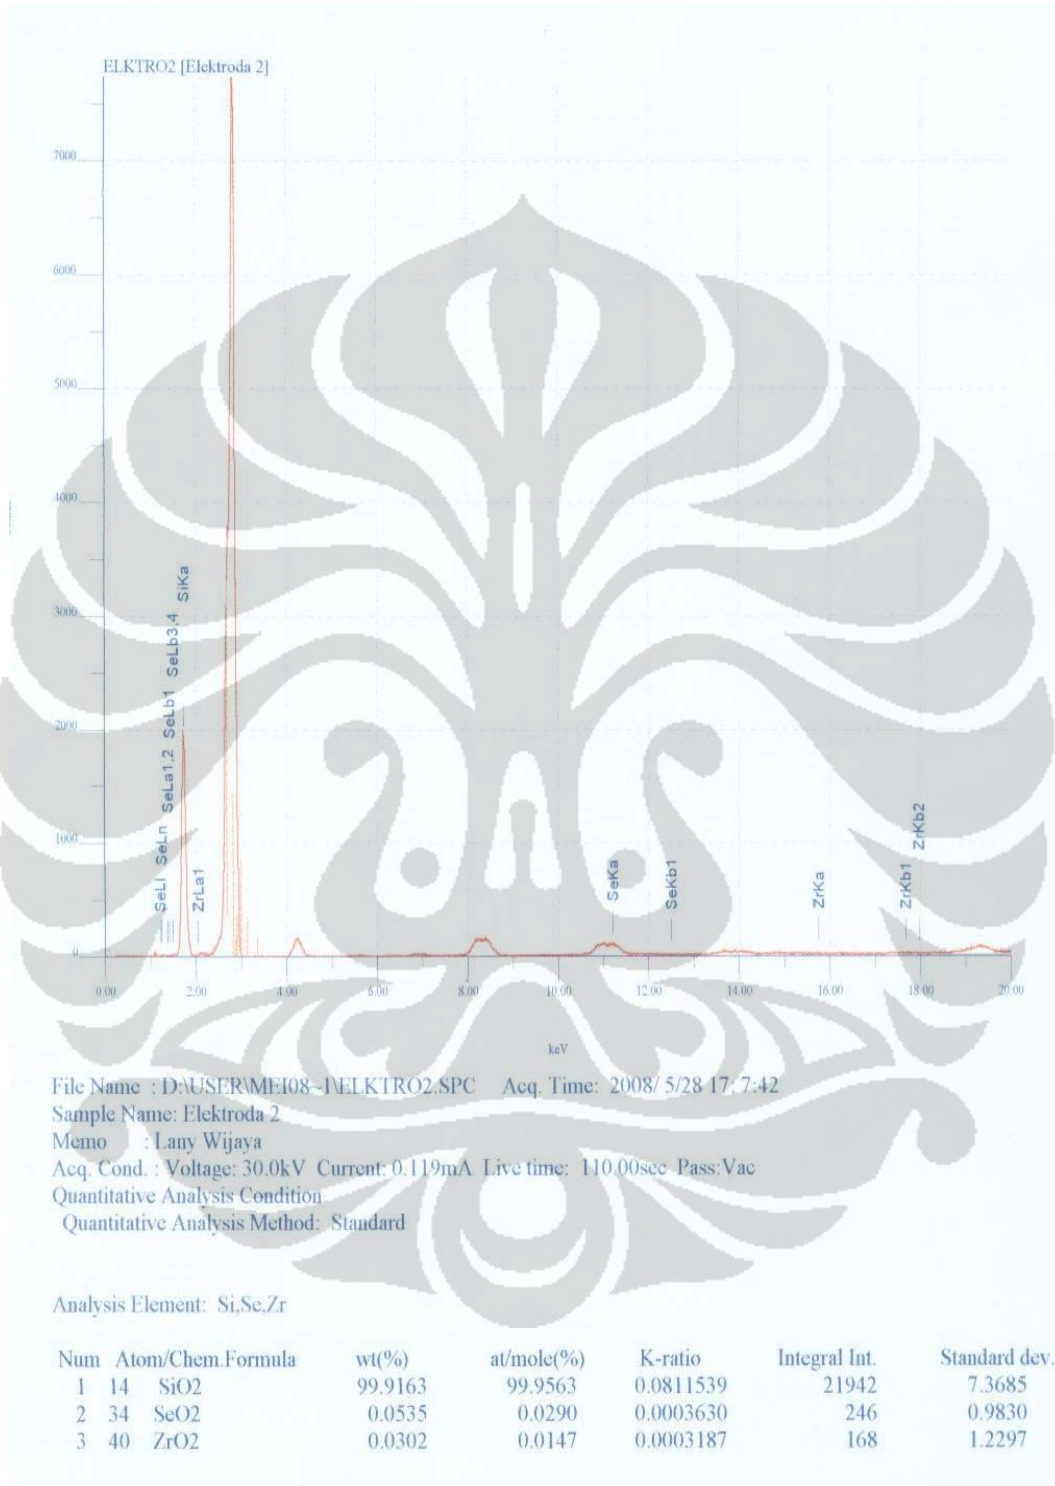 ELKTRO2 [Elektroda 2]
7000
6000
5000
4000
3000
2000
1000
0
SeLl SeLn SeLa1,2 SeLb1 SeLb3,4 SiKa
ZrLa1
SeKa
SeKb1
ZrKa
ZrKb1 ZrKb2
0.00 2.00 4.00 6.00 8.00 10.00 12.00 14.00 16.00 18.00 20.00
keV
File Name : D:\USER\MEI08~1\ELKTRO2.SPC Acq. Time: 2008/ 5/28 17: 7:42
Sample Name: Elektroda 2
Memo : Lany Wijaya
Acq. Cond. : Voltage: 30.0kV Current: 0.119mA Live time: 110.00sec Pass:Vac
Quantitative Analysis Condition
Quantitative Analysis Method: Standard
Analysis Element: Si,Se,Zr
Num Atom/Chem.Formula wt(%) at/mole(%) K-ratio Integral Int. Standard dev.
1 14 SiO2 99.9163 99.9563 0.0811539 21942 7.3685
2 34 SeO2 0.0535 0.0290 0.0003630 246 0.9830
3 40 ZrO2 0.0302 0.0147 0.0003187 168 1.2297